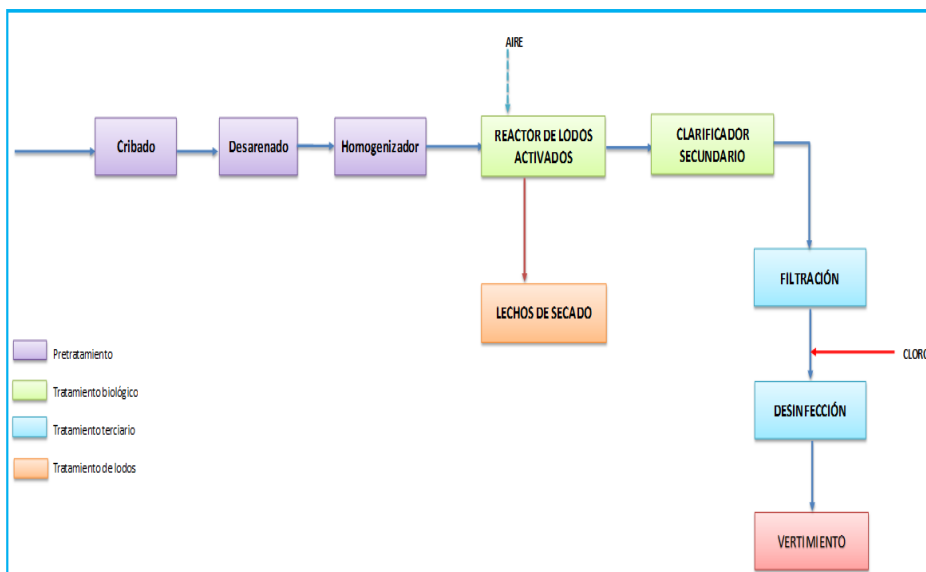 AIRE
Cribado
Desarenado
Homogenizador
REACTOR DE LODOS
ACTIVADOS
CLARIFICADOR
SECUNDARIO
FILTRACIÓN
LECHOS DE SECADO
CLORO
DESINFECCIÓN
VERTIMIENTO
Pretratamiento
Tratamiento biológico
Tratamiento terciario
Tratamiento de lodos